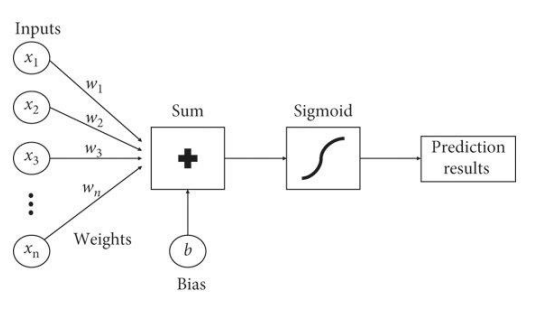 Inputs
x1
w1
x2
w2
Sum
Sigmoid
x3
w3
Prediction
results
wn
xn
Weights
b
Bias